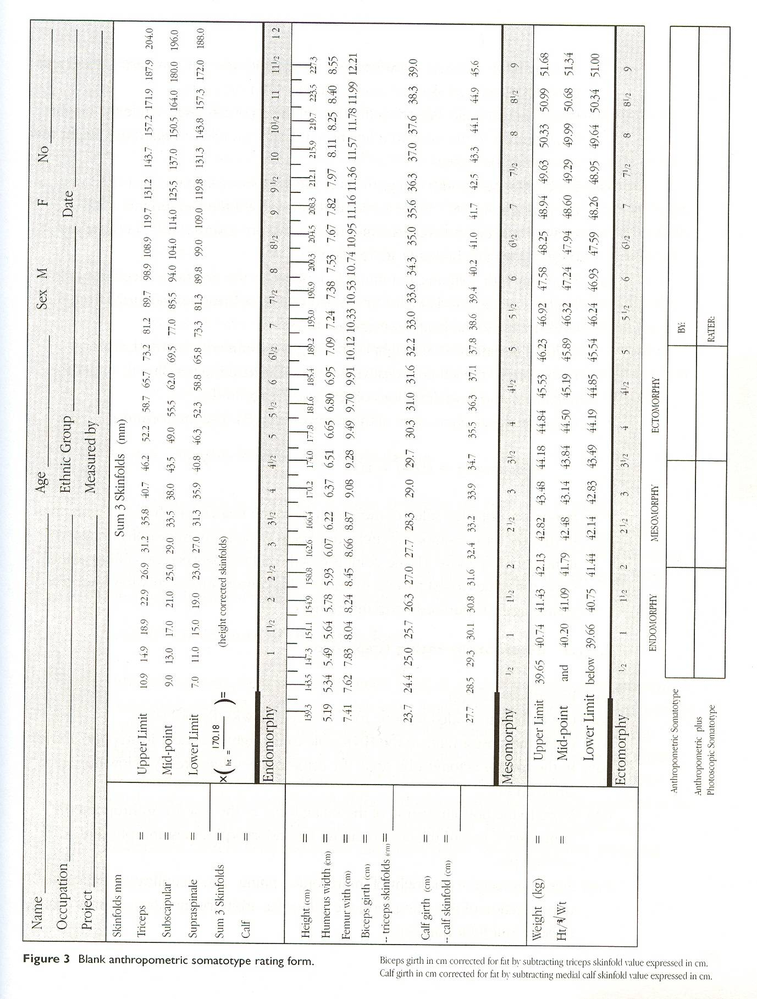 Name Age Sex M F No
Occupation Ethnic Group Date
Project Measured by
Skinfolds mm Sum 3 Skinfolds (mm)
Triceps = Upper Limit 10.9 14.9 18.9 22.9 26.9 31.2 35.8 40.7 46.2 52.2 58.7 65.7 73.2 81.2 89.7 98.9 108.9 119.7 131.2 143.7 157.2 171.9 187.9 204.0
Subscapular = Mid-point 9.0 13.0 17.0 21.0 25.0 29.0 33.5 38.0 43.5 49.0 55.5 62.0 69.5 77.0 85.5 94.0 104.0 114.0 125.5 137.0 150.5 164.0 180.0 196.0
Supraspinale = Lower Limit 7.0 11.0 15.0 19.0 23.0 27.0 31.3 35.9 40.8 46.3 52.3 58.8 65.8 73.3 81.3 89.8 99.0 109.0 119.8 131.3 143.8 157.3 172.0 188.0
Sum 3 Skinfolds = x( 170.18 / ht = ) = (height corrected skinfolds)
Calf =
Endomorphy 1 1½ 2 2 ½ 3 3½ 4 4½ 5 5 ½ 6 6½ 7 7½ 8 8½ 9 9 ½ 10 10½ 11 11½ 12
Height (cm) = 139.3 143.5 147.3 151.1 154.9 158.8 162.6 166.4 170.2 174.0 177.8 181.6 185.4 189.2 193.0 196.9 200.3 204.5 208.3 212.1 215.9 219.7 223.5 227.3
Humerus width (cm) = 5.19 5.34 5.49 5.64 5.78 5.93 6.07 6.22 6.37 6.51 6.65 6.80 6.95 7.09 7.24 7.38 7.53 7.67 7.82 7.97 8.11 8.25 8.40 8.55
Femur with (cm) = 7.41 7.62 7.83 8.04 8.24 8.45 8.66 8.87 9.08 9.28 9.49 9.70 9.91 10.12 10.33 10.53 10.74 10.95 11.16 11.36 11.57 11.78 11.99 12.21
Biceps girth (cm) =
-- triceps skinfolds (cm) = 23.7 24.4 25.0 25.7 26.3 27.0 27.7 28.3 29.0 29.7 30.3 31.0 31.6 32.2 33.0 33.6 34.3 35.0 35.6 36.3 37.0 37.6 38.3 39.0
Calf girth (cm) =
-- calf skinfold (cm) = 27.7 28.5 29.3 30.1 30.8 31.6 32.4 33.2 33.9 34.7 35.5 36.3 37.1 37.8 38.6 39.4 40.2 41.0 41.7 42.5 43.3 44.1 44.9 45.6
Mesomorphy ½ 1 1½ 2 2 ½ 3 3½ 4 4½ 5 5 ½ 6 6½ 7 7½ 8 8½ 9
Weight (kg) = Upper Limit 39.65 40.74 41.43 42.13 42.82 43.48 44.18 44.84 45.53 46.23 46.92 47.58 48.25 48.94 49.63 50.33 50.99 51.68
Ht/∛Wt = Mid-point and 40.20 41.09 41.79 42.48 43.14 43.84 44.50 45.19 45.89 46.32 47.24 47.94 48.60 49.29 49.99 50.68 51.34
Lower Limit below 39.66 40.75 41.44 42.14 42.83 43.49 44.19 44.85 45.54 46.24 46.93 47.59 48.26 48.95 49.64 50.34 51.00
Ectomorphy ½ 1 1½ 2 2 ½ 3 3½ 4 4½ 5 5 ½ 6 6½ 7 7½ 8 8½ 9
ENDOMORPHY MESOMORPHY ECTOMORPHY
Anthropometric Somatotype BY:
Anthropometric plus
Photoscopic Somatotype RATER:
Figure 3 Blank anthropometric somatotype rating form.
Biceps girth in cm corrected for fat by subtracting triceps skinfold value expressed in cm.
Calf girth in cm corrected for fat by subtracting medial calf skinfold value expressed in cm.